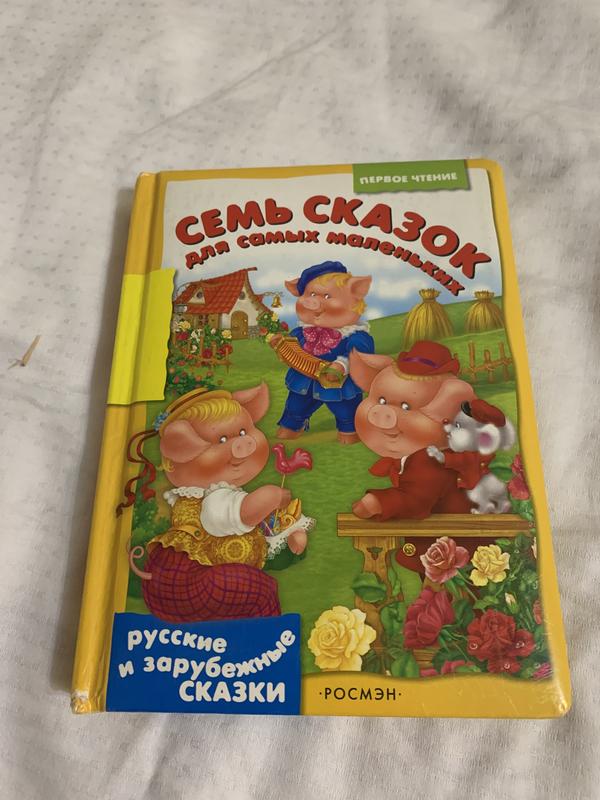 ПЕРВОЕ ЧТЕНИЕ
СЕМЬ СКАЗОК
для самых маленьких
русские
и зарубежные
СКАЗКИ
·РОСМЭН·